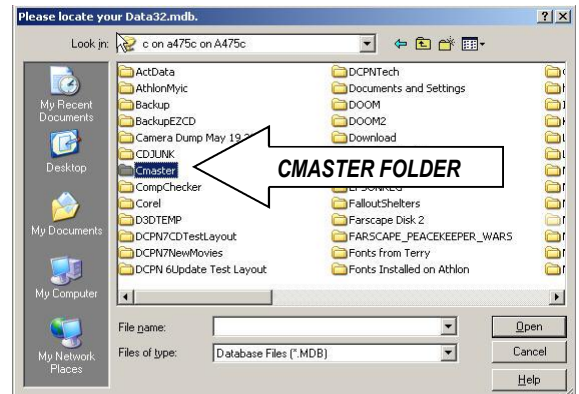 Please locate your Data32.mdb.
Look in: c on a475c on A475c
My Recent
Documents
Desktop
My Documents
My Computer
My Network
Places
ActData
AthlonMyic
Backup
BackupEZCD
Camera Dump May 19 2
CDJUNK
Cmaster
CompChecker
Corel
D3DTEMP
DCPN7CDTestLayout
DCPN7NewMovies
DCPN 6Update Test Layout
DCPNTech
Documents and Settings
DOOM
DOOM2
Download
FalloutShelters
Farscape Disk 2
FARSCAPE_PEACEKEEPER_WARS
Fonts from Terry
Fonts Installed on Athlon
CMASTER FOLDER
File name:
Open
Files of type: Database Files (*.MDB)
Cancel
Help